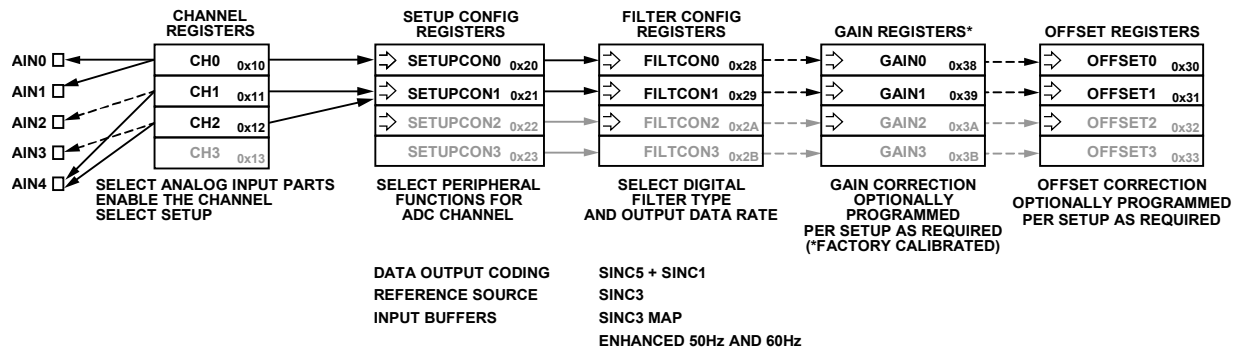 CHANNEL
REGISTERS
SETUP CONFIG
REGISTERS
FILTER CONFIG
REGISTERS
GAIN REGISTERS*
OFFSET REGISTERS
AIN0
AIN1
AIN2
AIN3
AIN4
CH0 0x10
CH1 0x11
CH2 0x12
CH3 0x13
SELECT ANALOG INPUT PARTS
ENABLE THE CHANNEL
SELECT SETUP
SETUPCON0 0x20
SETUPCON1 0x21
SETUPCON2 0x22
SETUPCON3 0x23
SELECT PERIPHERAL
FUNCTIONS FOR
ADC CHANNEL
FILTCON0 0x28
FILTCON1 0x29
FILTCON2 0x2A
FILTCON3 0x2B
SELECT DIGITAL
FILTER TYPE
AND OUTPUT DATA RATE
GAIN0 0x38
GAIN1 0x39
GAIN2 0x3A
GAIN3 0x3B
GAIN CORRECTION
OPTIONALLY
PROGRAMMED
PER SETUP AS REQUIRED
(*FACTORY CALIBRATED)
OFFSET0 0x30
OFFSET1 0x31
OFFSET2 0x32
OFFSET3 0x33
OFFSET CORRECTION
OPTIONALLY PROGRAMMED
PER SETUP AS REQUIRED
DATA OUTPUT CODING
REFERENCE SOURCE
INPUT BUFFERS
SINC5 + SINC1
SINC3
SINC3 MAP
ENHANCED 50Hz AND 60Hz